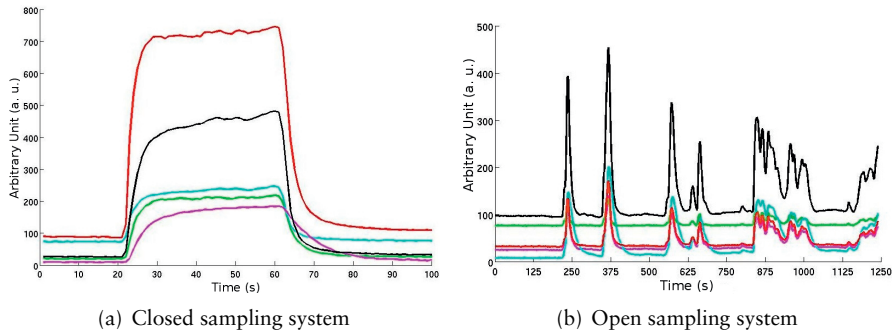 800
700
600
500
400
300
200
100
0
Arbitrary Unit (a. u.)
0 10 20 30 40 50 60 70 80 90 100
Time (s)
(a) Closed sampling system
500
400
300
200
100
0
Arbitrary Unit (a. u.)
0 125 250 375 500 625 750 875 1000 1125 1250
Time (s)
(b) Open sampling system